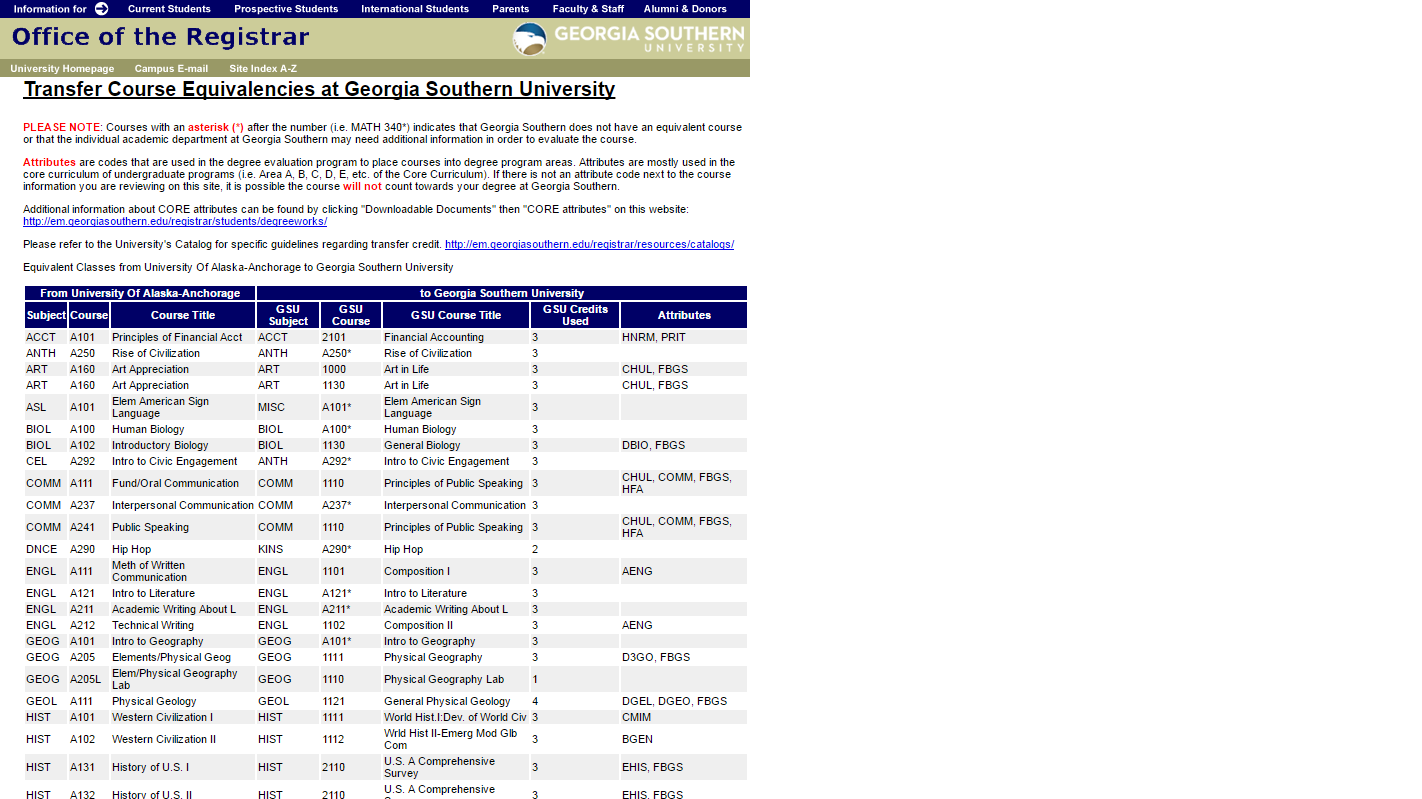 Information for Current Students Prospective Students International Students Parents Faculty & Staff Alumni & Donors
Office of the Registrar
GEORGIA SOUTHERN
UNIVERSITY
University Homepage Campus E-mail Site Index A-Z
Transfer Course Equivalencies at Georgia Southern University
PLEASE NOTE: Courses with an asterisk (*) after the number (i.e. MATH 340*) indicates that Georgia Southern does not have an equivalent course
or that the individual academic department at Georgia Southern may need additional information in order to evaluate the course.
Attributes are codes that are used in the degree evaluation program to place courses into degree program areas. Attributes are mostly used in the
core curriculum of undergraduate programs (i.e. Area A, B, C, D, E, etc. of the Core Curriculum). If there is not an attribute code next to the course
information you are reviewing on this site, it is possible the course will not count towards your degree at Georgia Southern.
Additional information about CORE attributes can be found by clicking "Downloadable Documents" then "CORE attributes" on this website:
http://em.georgiasouthern.edu/registrar/students/degreeworks/
Please refer to the University's Catalog for specific guidelines regarding transfer credit. http://em.georgiasouthern.edu/registrar/resources/catalogs/
Equivalent Classes from University Of Alaska-Anchorage to Georgia Southern University
From University Of Alaska-Anchorage to Georgia Southern University
Subject Course Course Title GSU Subject GSU Course GSU Course Title GSU Credits Used Attributes
ACCT A101 Principles of Financial Acct ACCT 2101 Financial Accounting 3 HNRM, PRIT
ANTH A250 Rise of Civilization ANTH A250* Rise of Civilization 3
ART A160 Art Appreciation ART 1000 Art in Life 3 CHUL, FBGS
ART A160 Art Appreciation ART 1130 Art in Life 3 CHUL, FBGS
ASL A101 Elem American Sign Language MISC A101* Elem American Sign Language 3
BIOL A100 Human Biology BIOL A100* Human Biology 3
BIOL A102 Introductory Biology BIOL 1130 General Biology 3 DBIO, FBGS
CEL A292 Intro to Civic Engagement ANTH A292* Intro to Civic Engagement 3
COMM A111 Fund/Oral Communication COMM 1110 Principles of Public Speaking 3 CHUL, COMM, FBGS, HFA
COMM A237 Interpersonal Communication COMM A237* Interpersonal Communication 3
COMM A241 Public Speaking COMM 1110 Principles of Public Speaking 3 CHUL, COMM, FBGS, HFA
DNCE A290 Hip Hop KINS A290* Hip Hop 2
ENGL A111 Meth of Written Communication ENGL 1101 Composition I 3 AENG
ENGL A121 Intro to Literature ENGL A121* Intro to Literature 3
ENGL A211 Academic Writing About L ENGL A211* Academic Writing About L 3
ENGL A212 Technical Writing ENGL 1102 Composition II 3 AENG
GEOG A101 Intro to Geography GEOG A101* Intro to Geography 3
GEOG A205 Elements/Physical Geog GEOG 1111 Physical Geography 3 D3GO, FBGS
GEOG A205L Elem/Physical Geography Lab GEOG 1110 Physical Geography Lab 1
GEOL A111 Physical Geology GEOL 1121 General Physical Geology 4 DGEL, DGEO, FBGS
HIST A101 Western Civilization I HIST 1111 World Hist.I:Dev. of World Civ 3 CMIM
HIST A102 Western Civilization II HIST 1112 Wrld Hist II-Emerg Mod Glb Com 3 BGEN
HIST A131 History of U.S. I HIST 2110 U.S. A Comprehensive Survey 3 EHIS, FBGS
HIST A132 History of U.S. II HIST 2110 U.S. A Comprehensive 3 EHIS, FBGS